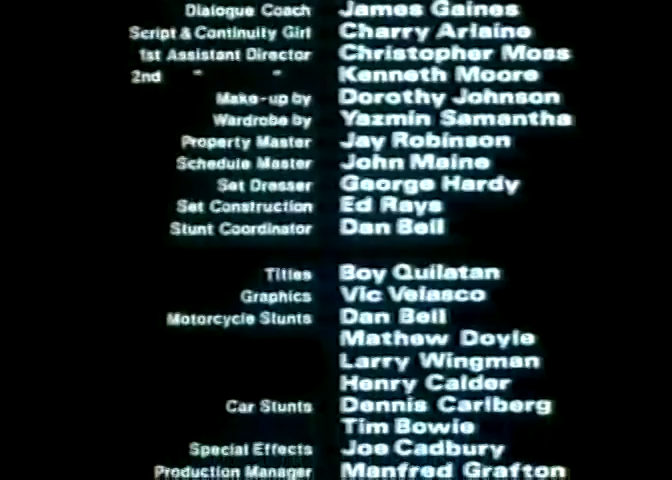 Dialogue Coach James Gaines
Script & Continuity Girl Charry Arlaine
1st Assistant Director Christopher Moss
2nd " " Kenneth Moore
Make-up by Dorothy Johnson
Wardrobe by Yazmin Samantha
Property Master Jay Robinson
Schedule Master John Maine
Set Dresser George Hardy
Set Construction Ed Rays
Stunt Coordinator Dan Bell
Titles Boy Quilatan
Graphics Vic Velasco
Motorcycle Stunts Dan Bell
Mathew Doyle
Larry Wingman
Henry Calder
Car Stunts Dennis Carlberg
Tim Bowie
Special Effects Joe Cadbury
Production Manager Manfred Grafton